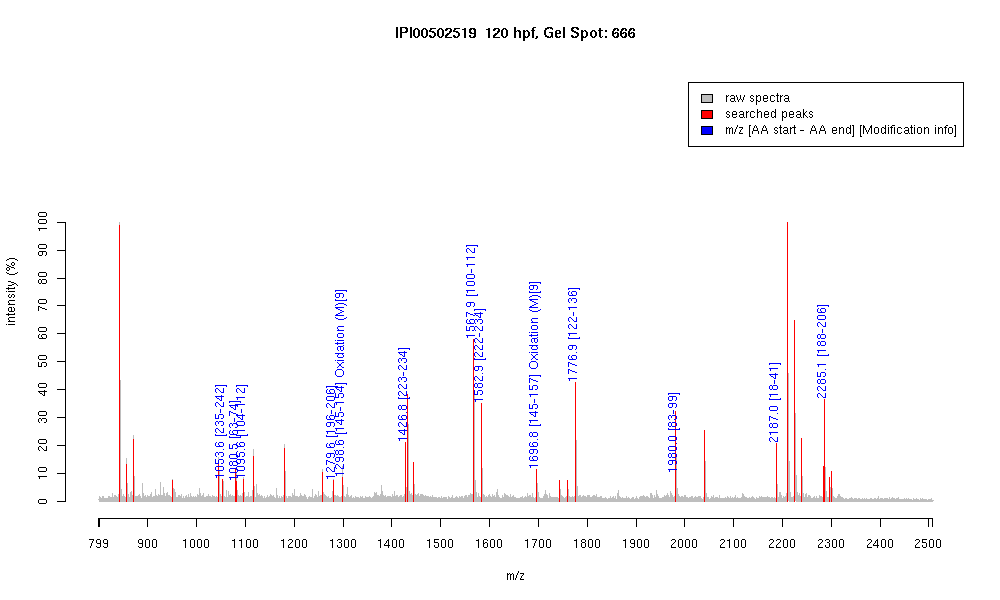 IPI00502519 120 hpf, Gel Spot: 666
raw spectra
searched peaks
m/z [AA start - AA end] [Modification info]
intensity (%)
100
90
80
70
60
50
40
30
20
10
0
1053.6 [235-242]
1080.5 [63-74]
1095.6 [104-112]
1279.6 [196-206]
1298.6 [145-154] Oxidation (M)[9]
1426.8 [223-234]
1567.9 [100-112]
1582.9 [222-234]
1696.8 [145-157] Oxidation (M)[9]
1776.9 [122-136]
1980.0 [83-99]
2187.0 [18-41]
2285.1 [188-206]
799 900 1000 1100 1200 1300 1400 1500 1600 1700 1800 1900 2000 2100 2200 2300 2400 2500
m/z